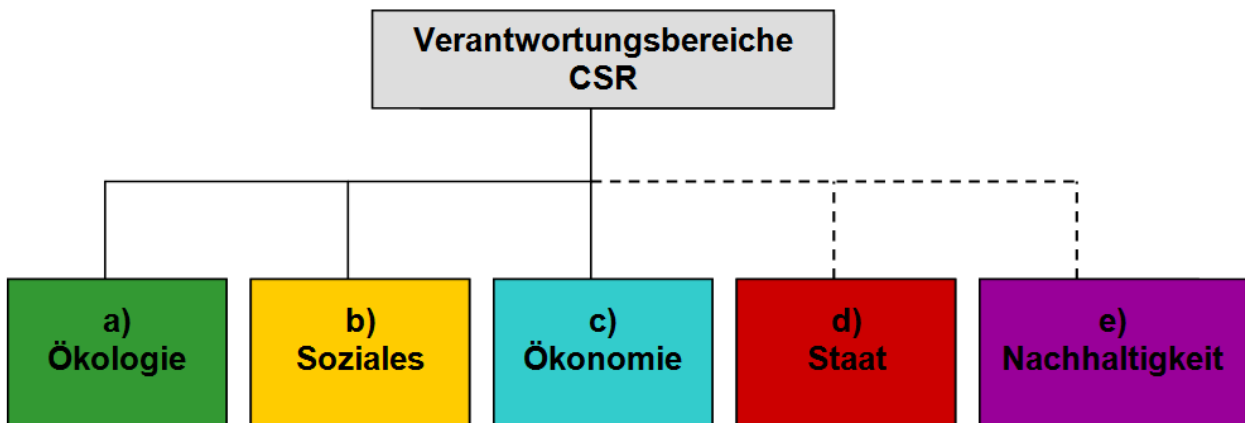 Verantwortungsbereiche
CSR
a)
Ökologie
b)
Soziales
c)
Ökonomie
d)
Staat
e)
Nachhaltigkeit